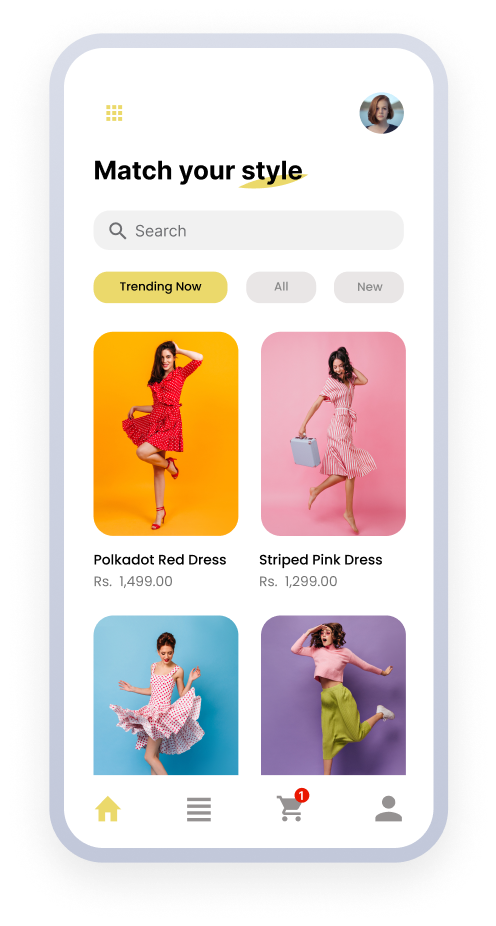 Match your style
Search
Trending Now
All
New
Polkadot Red Dress
Striped Pink Dress
Rs. 1,499.00
Rs. 1,299.00
1